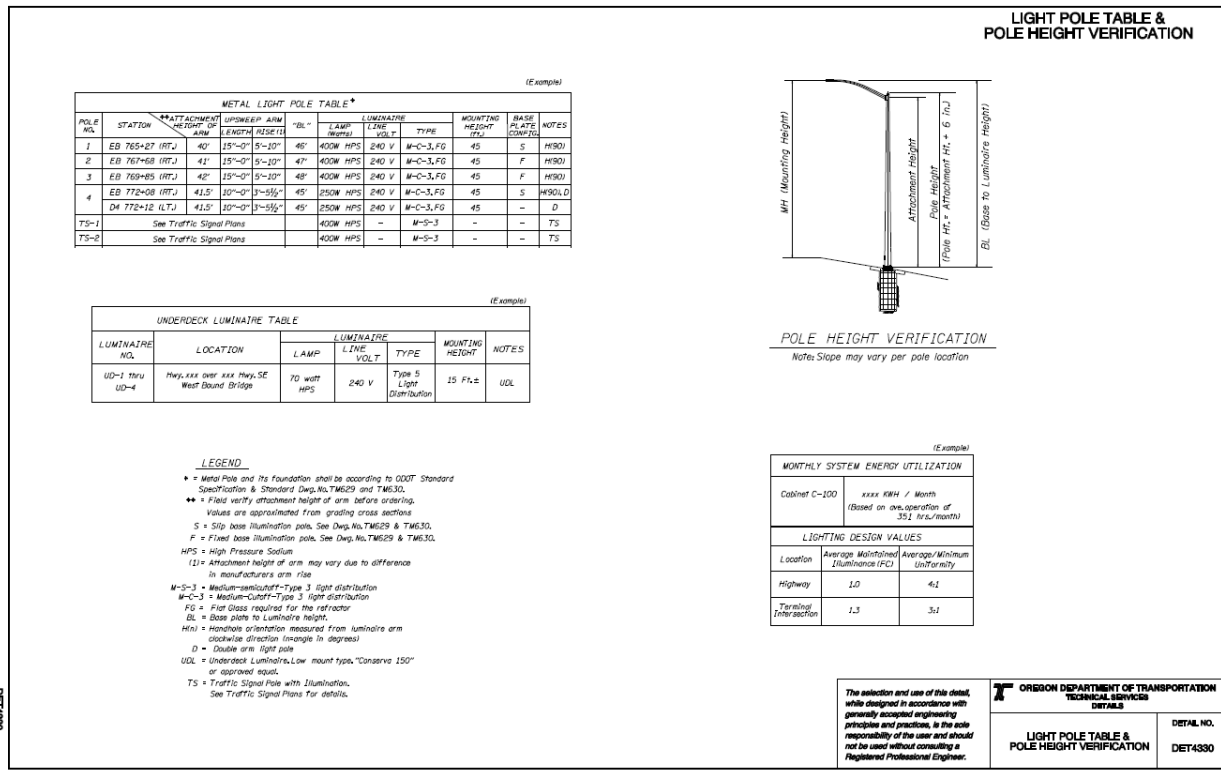 LIGHT POLE TABLE &
POLE HEIGHT VERIFICATION
(Example)
METAL LIGHT POLE TABLE*
POLE NO. STATION **ATTACHMENT HEIGHT OF ARM UPSWEEP ARM LENGTH RISE(1) "BL" LUMINAIRE LAMP (Watts) LINE VOLT TYPE MOUNTING HEIGHT (ft.) BASE PLATE CONFIG. NOTES
1 EB 765+27 (RT.) 40' 15"-0" 5'-10" 46' 400W HPS 240 V M-C-3,FG 45 S H(90)
2 EB 767+68 (RT.) 41' 15"-0" 5'-10" 47' 400W HPS 240 V M-C-3,FG 45 F H(90)
3 EB 769+85 (RT.) 42' 15"-0" 5'-10" 48' 400W HPS 240 V M-C-3,FG 45 F H(90)
4 EB 772+08 (RT.) 41.5' 10"-0" 3'-5½" 45' 250W HPS 240 V M-C-3,FG 45 S H(90),D
D4 772+12 (LT.) 41.5' 10"-0" 3'-5½" 45' 250W HPS 240 V M-C-3,FG 45 - D
TS-1 See Traffic Signal Plans 400W HPS - M-S-3 - - TS
TS-2 See Traffic Signal Plans 400W HPS - M-S-3 - - TS
(Example)
UNDERDECK LUMINAIRE TABLE
LUMINAIRE NO. LOCATION LUMINAIRE LAMP LINE VOLT TYPE MOUNTING HEIGHT NOTES
UD-1 thru UD-4 Hwy. xxx over xxx Hwy. SE West Bound Bridge 70 watt HPS 240 V Type 5 Light Distribution 15 Ft.± UDL
LEGEND
* = Metal Pole and its foundation shall be according to ODOT Standard
Specification & Standard Dwg. No. TM629 and TM630.
** = Field verify attachment height of arm before ordering.
Values are approximated from grading cross sections
S = Slip base illumination pole. See Dwg. No. TM629 & TM630.
F = Fixed base illumination pole. See Dwg. No. TM629 & TM630.
HPS = High Pressure Sodium
(1) = Attachment height of arm may vary due to difference
in manufacturers arm rise
M-S-3 = Medium-semicutoff-Type 3 light distribution
M-C-3 = Medium-Cutoff-Type 3 light distribution
FG = Flat Glass required for the refractor
BL = Base plate to Luminaire height.
H(n) = Handhole orientation measured from luminaire arm
clockwise direction (n=angle in degrees)
D = Double arm light pole
UDL = Underdeck Luminaire. Low mount type. "Conserve 150"
or approved equal.
TS = Traffic Signal Pole with Illumination.
See Traffic Signal Plans for details.
MH (Mounting Height)
Attachment Height
Pole Height
(Pole Ht. = Attachment Ht. + 6 in.)
BL (Base to Luminaire Height)
POLE HEIGHT VERIFICATION
Note: Slope may vary per pole location
(Example)
MONTHLY SYSTEM ENERGY UTILIZATION
Cabinet C-100 xxxx KWH / Month
(Based on ave. operation of
351 hrs./month)
LIGHTING DESIGN VALUES
Location Average Maintained Illuminance (FC) Average/Minimum Uniformity
Highway 1.0 4:1
Terminal Intersection 1.3 3:1
The selection and use of this detail,
while designed in accordance with
generally accepted engineering
principles and practices, is the sole
responsibility of the user and should
not be used without consulting a
Registered Professional Engineer.
OREGON DEPARTMENT OF TRANSPORTATION
TECHNICAL SERVICES
DETAILS
LIGHT POLE TABLE &
POLE HEIGHT VERIFICATION
DETAIL NO.
DET4330